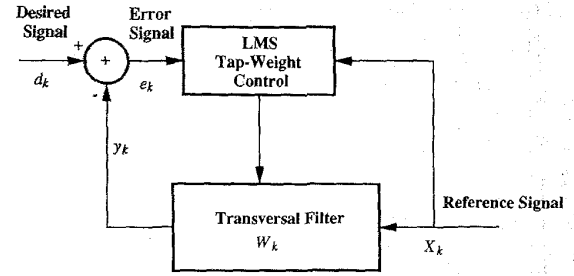 Desired
Signal
Error
Signal
+
+
-
d_k
e_k
LMS
Tap-Weight
Control
y_k
Transversal Filter
W_k
Reference Signal
X_k